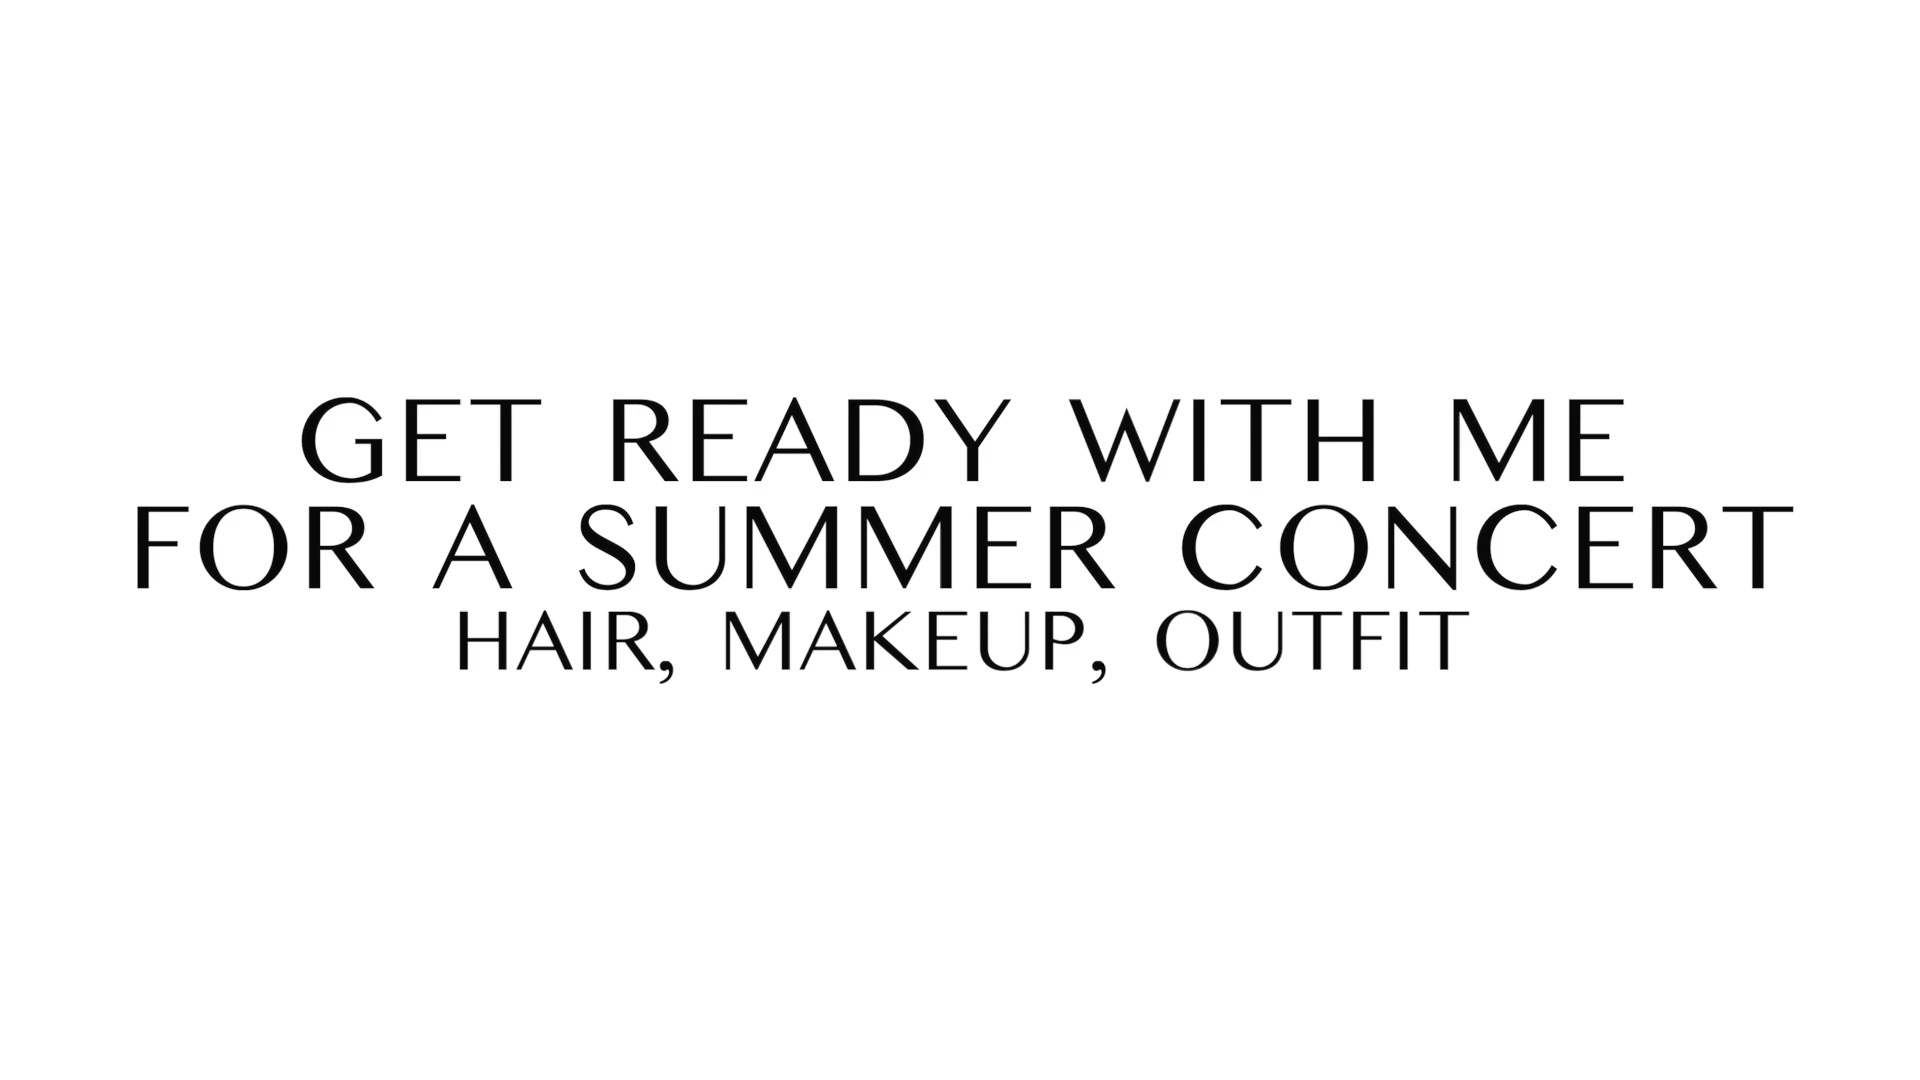 GET READY WITH ME
FOR A SUMMER CONCERT
HAIR, MAKEUP, OUTFIT